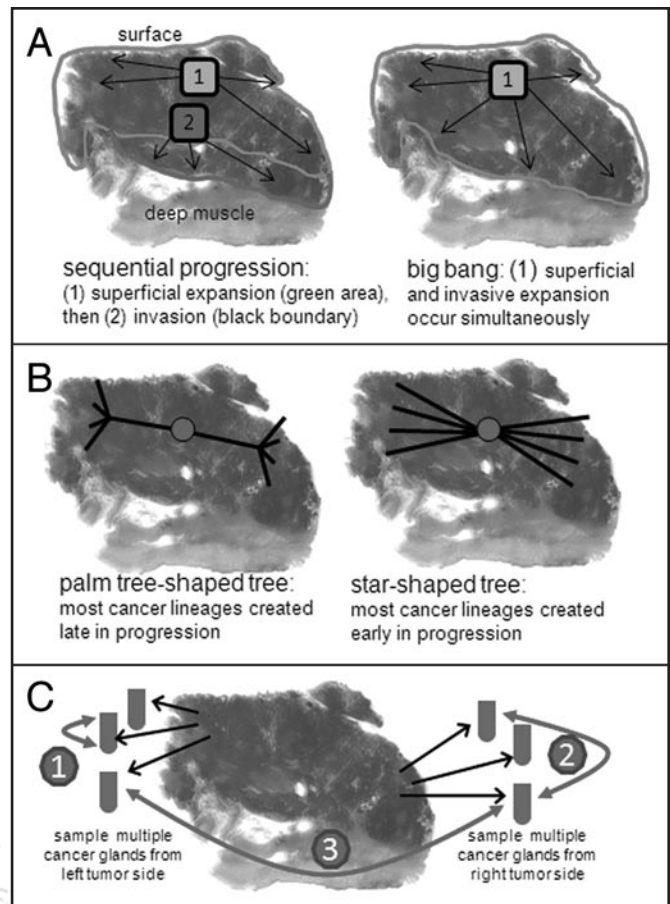 A
surface
1
2
deep muscle
sequential progression:
(1) superficial expansion (green area),
then (2) invasion (black boundary)
1
big bang: (1) superficial
and invasive expansion
occur simultaneously
B
palm tree-shaped tree:
most cancer lineages created
late in progression
star-shaped tree:
most cancer lineages created
early in progression
C
1
2
3
sample multiple
cancer glands from
left tumor side
sample multiple
cancer glands from
right tumor side